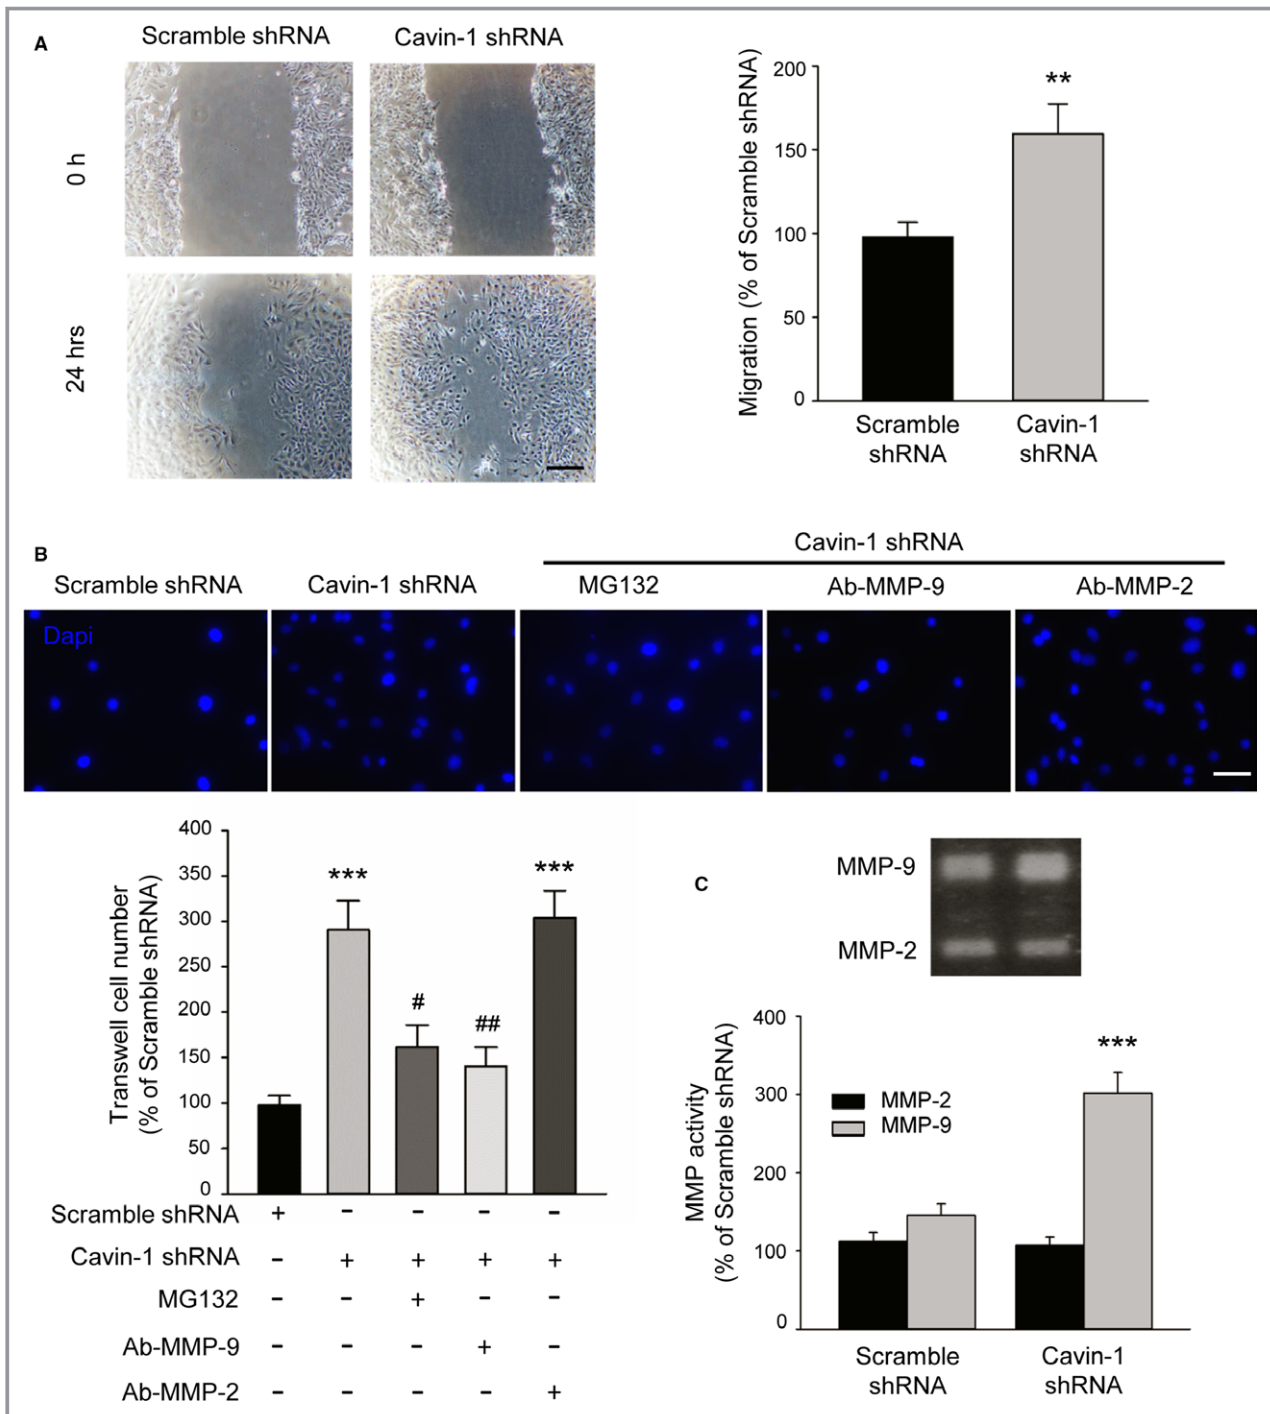 A
Scramble shRNA
Cavin-1 shRNA
0 h
24 hrs
Migration (% of Scramble shRNA)
200
**
150
100
50
0
Scramble
shRNA
Cavin-1
shRNA
B
Cavin-1 shRNA
Scramble shRNA
Cavin-1 shRNA
MG132
Ab-MMP-9
Ab-MMP-2
Dapi
Transwell cell number
(% of Scramble shRNA)
400
350
300
250
200
150
100
50
0
***
#
##
***
Scramble shRNA + - - - -
Cavin-1 shRNA - + + + +
MG132 - - + - -
Ab-MMP-9 - - - + -
Ab-MMP-2 - - - - +
C
MMP-9
MMP-2
MMP activity
(% of Scramble shRNA)
400
300
200
100
0
***
MMP-2
MMP-9
Scramble
shRNA
Cavin-1
shRNA